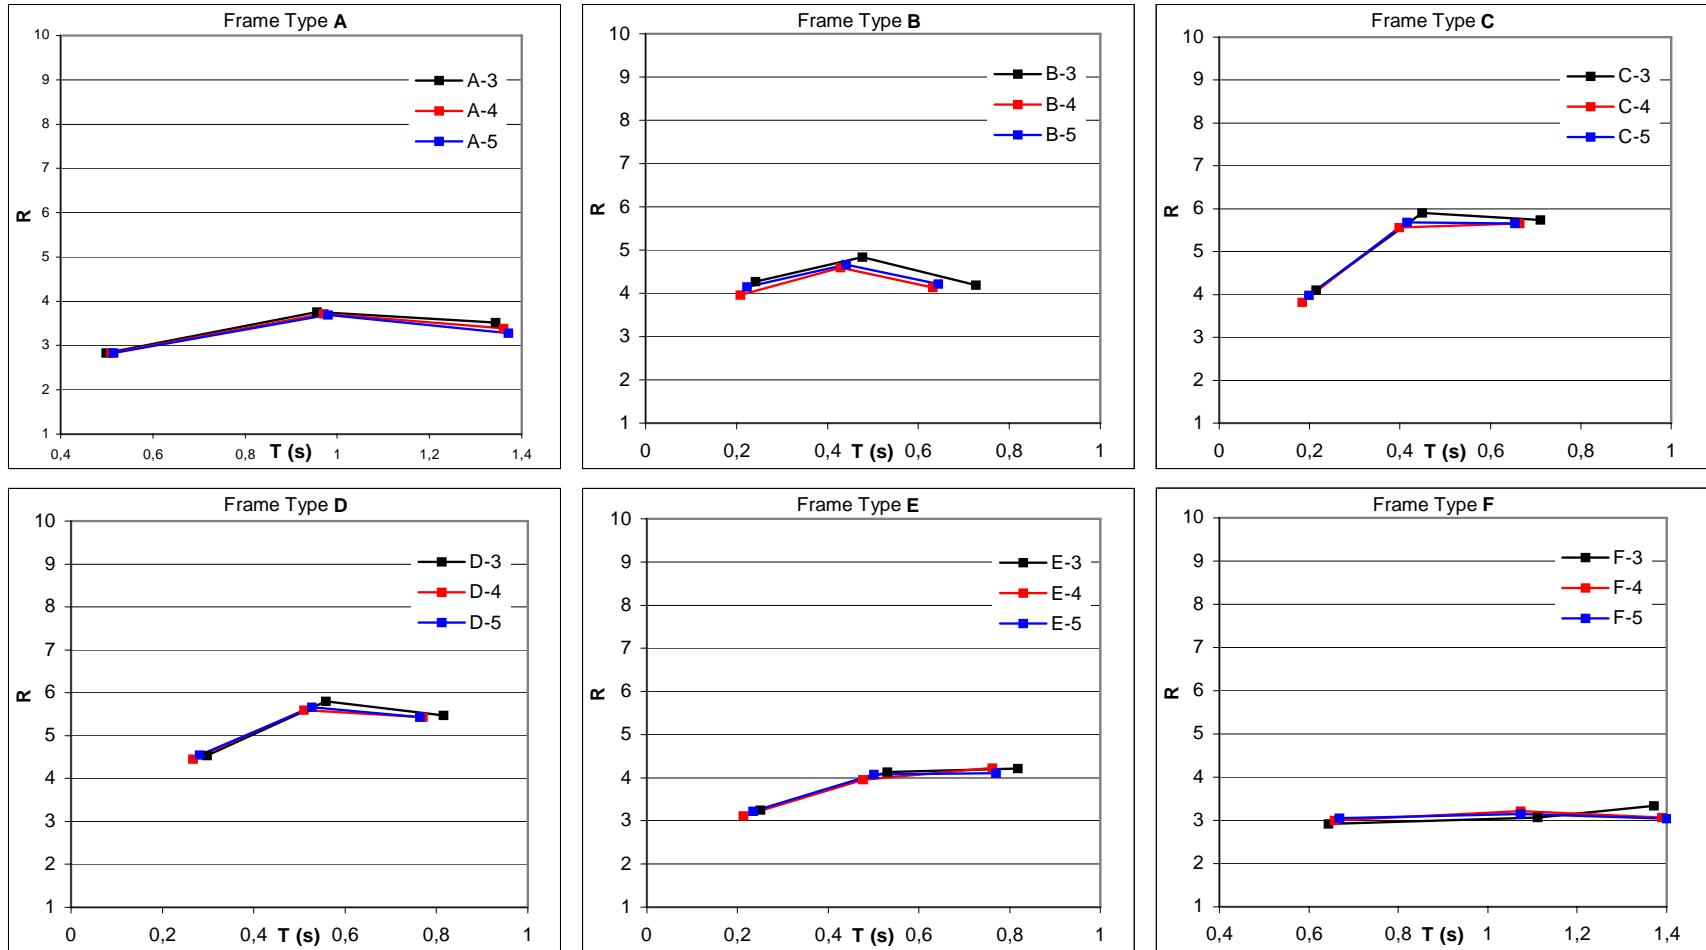 Frame Type A
10
9
8
7
6
5
4
3
2
1
R
0,4 0,6 0,8 1 1,2 1,4
T (s)
A-3
A-4
A-5
Frame Type B
10
9
8
7
6
5
4
3
2
1
R
0 0,2 0,4 0,6 0,8 1
T (s)
B-3
B-4
B-5
Frame Type C
10
9
8
7
6
5
4
3
2
1
R
0 0,2 0,4 0,6 0,8 1
T (s)
C-3
C-4
C-5
Frame Type D
10
9
8
7
6
5
4
3
2
1
R
0 0,2 0,4 0,6 0,8 1
T (s)
D-3
D-4
D-5
Frame Type E
10
9
8
7
6
5
4
3
2
1
R
0 0,2 0,4 0,6 0,8 1
T (s)
E-3
E-4
E-5
Frame Type F
10
9
8
7
6
5
4
3
2
1
R
0,4 0,6 0,8 1 1,2 1,4
T (s)
F-3
F-4
F-5